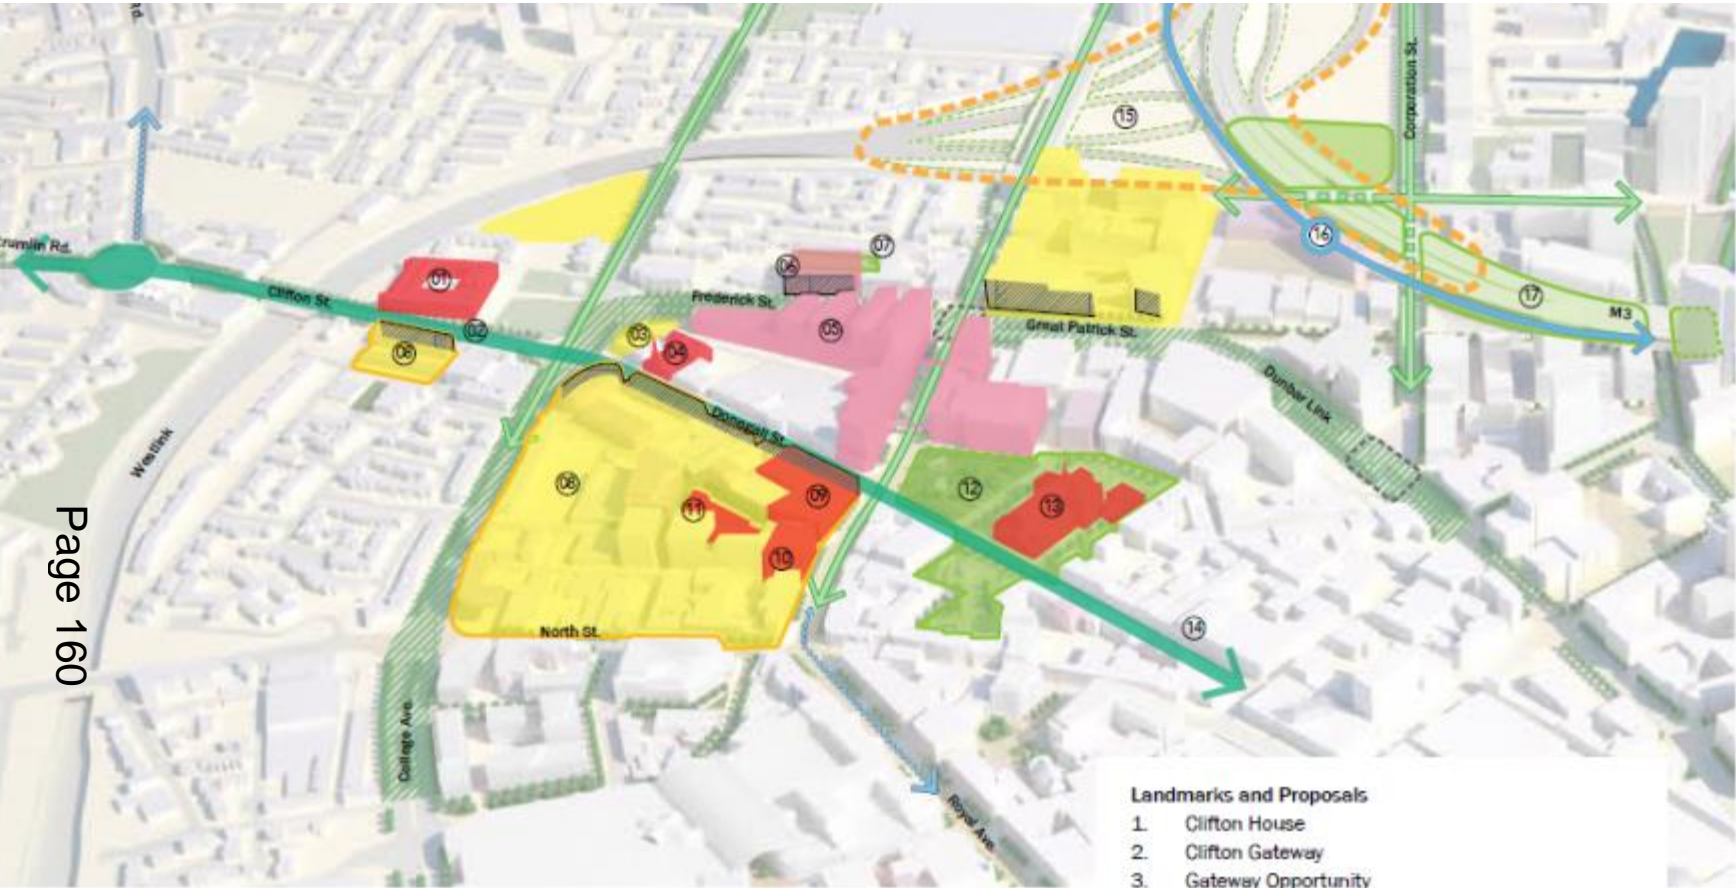 Corporation St.
15
crumlin Rd.
16
07
06
01
Clifton St.
Frederick St.
17
M3
02
03
05
Great Patrick St.
04
08
Dunbar Link
Donegall St.
Westlink
08
09
12
13
11
10
Page 160
North St.
14
College Ave.
Royal Ave.
Landmarks and Proposals
1. Clifton House
2. Clifton Gateway
3. Gateway Opportunity